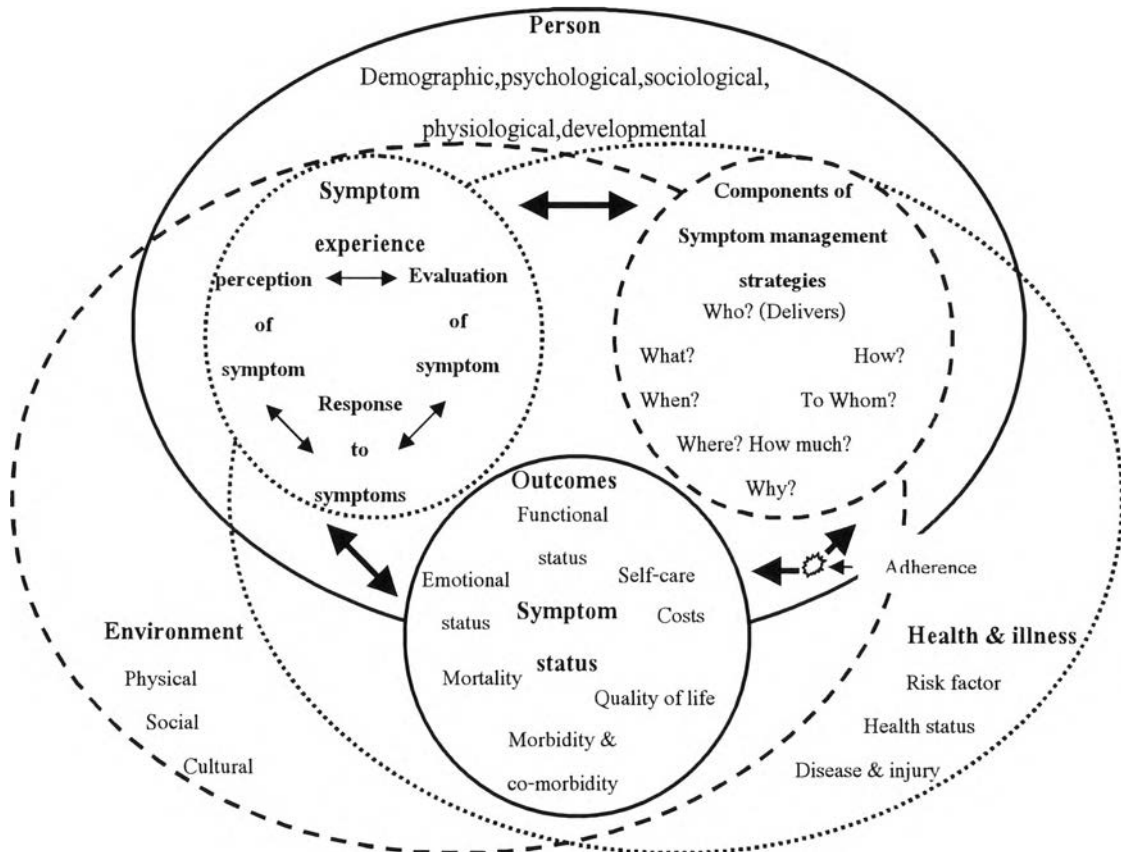 Person
Demographic,psychological,sociological,
physiological,developmental
Symptom
experience
perception
of
symptom
Evaluation
of
symptom
Response
to
symptoms
Components of
Symptom management
strategies
Who? (Delivers)
What?
How?
When?
To Whom?
Where? How much?
Why?
Outcomes
Functional
status
Emotional
status
Self-care
Symptom
status
Costs
Mortality
Quality of life
Morbidity &
co-morbidity
Adherence
Environment
Physical
Social
Cultural
Health & illness
Risk factor
Health status
Disease & injury